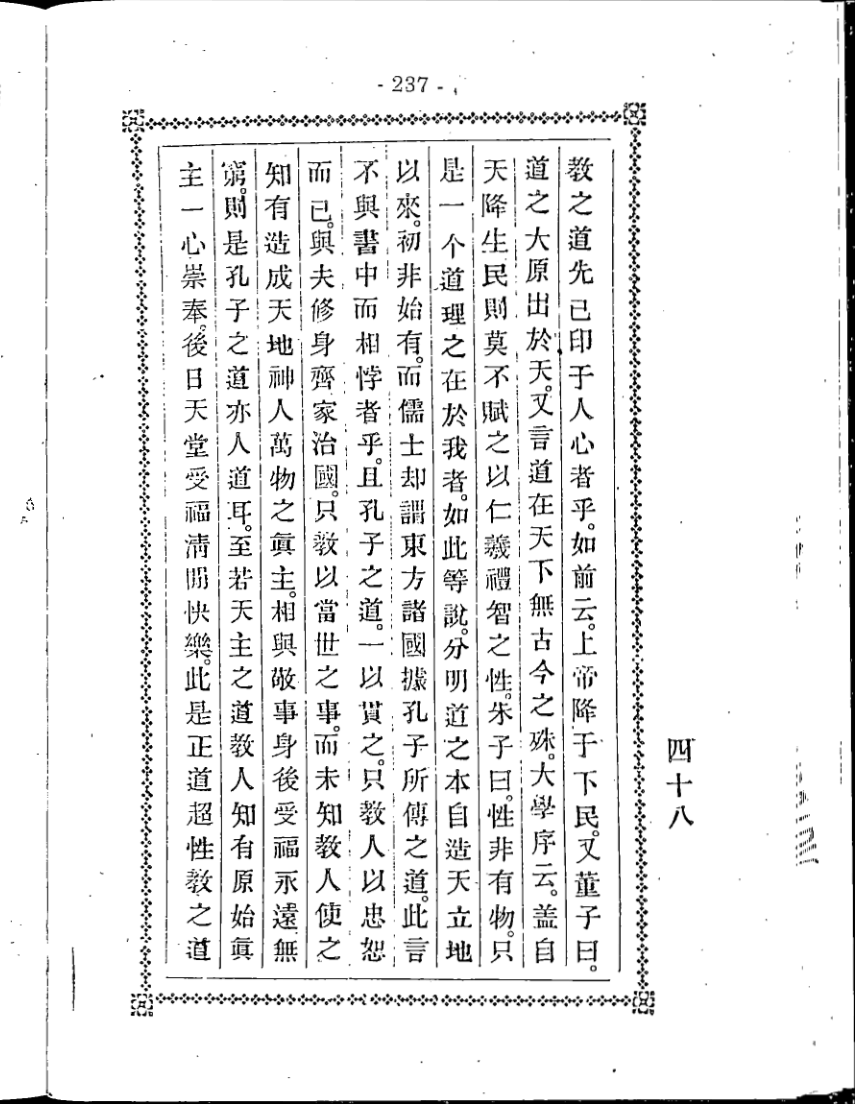 - 237 -
教之道先已印于人心者乎。如前云。上帝降于下民。又董子曰。
道之大原出於天。又言道在天下無古今之殊。大學序云。盖自
天降生民則莫不賦之以仁義禮智之性。朱子曰。性非有物。只
是一个道理之在於我者。如此等說。分明道之本自造天立地
以來。初非始有。而儒士却謂東方諸國據孔子所傳之道。此言
不與書中而相悖者乎。且孔子之道。一以貫之。只教人以忠恕
而已。與夫修身齊家治國。只教以當世之事。而未知教人使之
知有造成天地神人萬物之眞主。相與敬事身後受福永遠無
窮。則是孔子之道亦人道耳。至若天主之道教人知有原始眞
主一心崇奉。後日天堂受福淸閒快樂。此是正道超性教之道
四十八